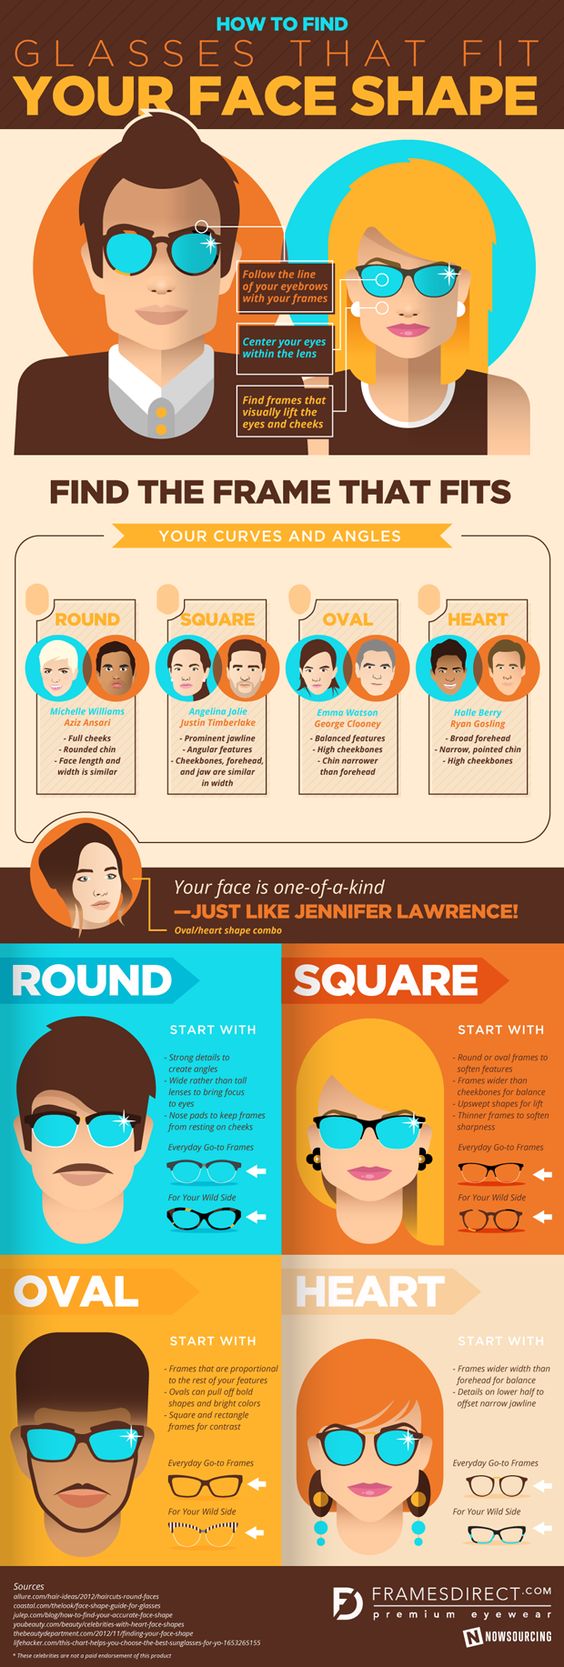 HOW TO FIND
GLASSES THAT FIT
YOUR FACE SHAPE
Follow the line
of your eyebrows
with your frames
Center your eyes
within the lens
Find frames that
visually lift the
eyes and cheeks
FIND THE FRAME THAT FITS
YOUR CURVES AND ANGLES
ROUND
Michelle Williams
Aziz Ansari
- Full cheeks
- Rounded chin
- Face length and
width is similar
SQUARE
Angelina Jolie
Justin Timberlake
- Prominent jawline
- Angular features
- Cheekbones, forehead,
and jaw are similar
in width
OVAL
Emma Watson
George Clooney
- Balanced features
- High cheekbones
- Chin narrower
than forehead
HEART
Halle Berry
Ryan Gosling
- Broad forehead
- Narrow, pointed chin
- High cheekbones
Your face is one-of-a-kind
—JUST LIKE JENNIFER LAWRENCE!
Oval/heart shape combo
ROUND
START WITH
- Strong details to
create angles
- Wide rather than tall
lenses to bring focus
to eyes
- Nose pads to keep frames
from resting on cheeks
Everyday Go-to Frames
For Your Wild Side
SQUARE
START WITH
- Round or oval frames to
soften features
- Frames wider than
cheekbones for balance
- Upswept shapes for lift
- Thinner frames to soften
sharpness
Everyday Go-to Frames
For Your Wild Side
OVAL
START WITH
- Frames that are proportional
to the rest of your features
- Ovals can pull off bold
shapes and bright colors
- Square and rectangle
frames for contrast
Everyday Go-to Frames
For Your Wild Side
HEART
START WITH
- Frames wider width than
forehead for balance
- Details on lower half to
offset narrow jawline
Everyday Go-to Frames
For Your Wild Side
Sources
allure.com/hair-ideas/2012/haircuts-round-faces
coastal.com/thelook/face-shape-guide-for-glasses
julep.com/blog/how-to-find-your-accurate-face-shape
youbeauty.com/beauty/celebrities-with-heart-face-shapes
thebeautydepartment.com/2012/11/finding-your-face-shape
lifehacker.com/this-chart-helps-you-choose-the-best-sunglasses-for-yo-1653265155
* These celebrities are not a paid endorsement of this product
FRAMESDIRECT.COM
premium eyewear
N NOWSOURCING